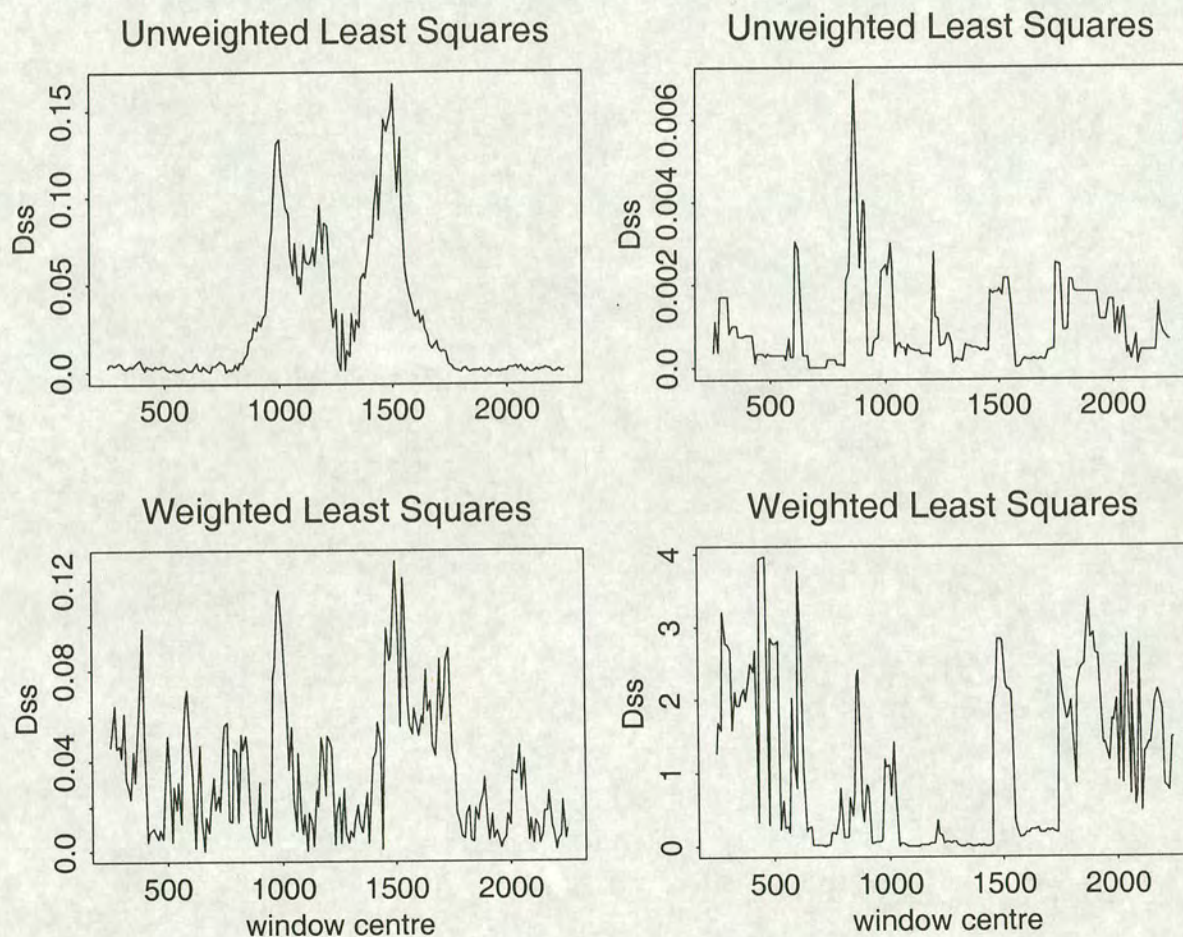 Unweighted Least Squares
Dss
0.15
0.10
0.05
0.0
500 1000 1500 2000
Unweighted Least Squares
Dss
0.006
0.004
0.002
0.0
500 1000 1500 2000
Weighted Least Squares
Dss
0.12
0.08
0.04
0.0
500 1000 1500 2000
window centre
Weighted Least Squares
Dss
4
3
2
1
0
500 1000 1500 2000
window centre